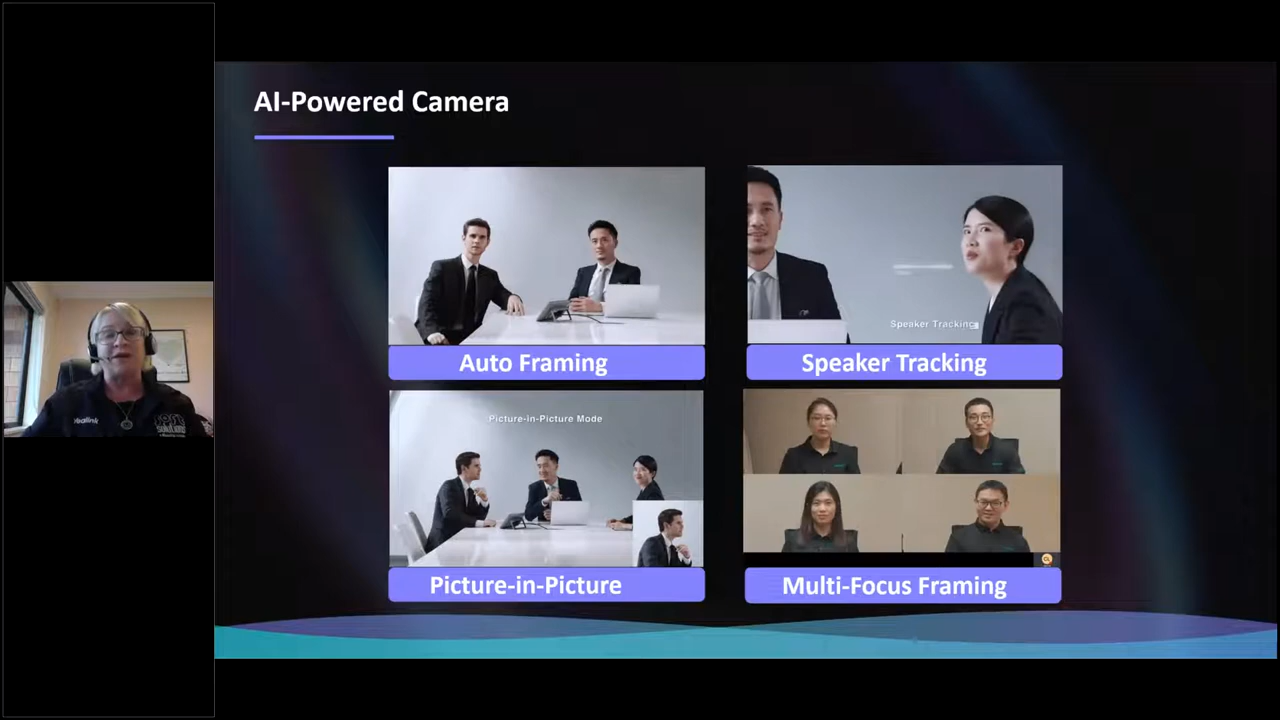 AI-Powered Camera
Auto Framing
Speaker Tracking
Speaker Tracking
Picture-in-Picture Mode
Picture-in-Picture
Multi-Focus Framing